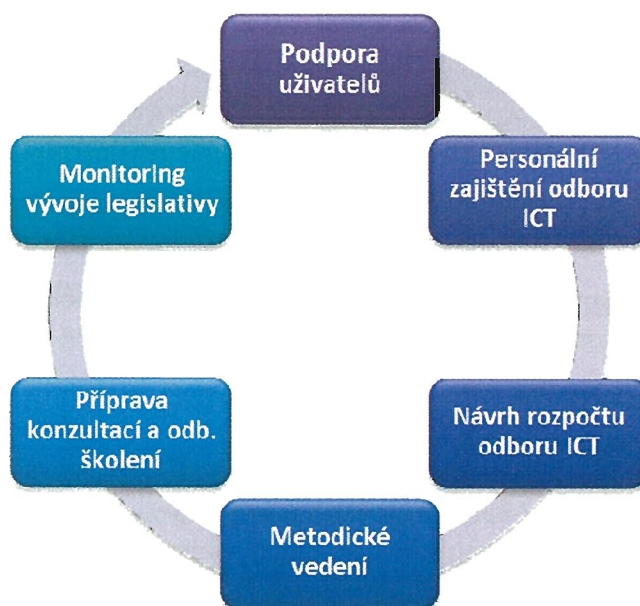 Podpora
uživatelů
Personální
zajištění odboru
ICT
Návrh rozpočtu
odboru ICT
Metodické
vedení
Příprava
konzultací a odb.
školení
Monitoring
vývoje legislativy